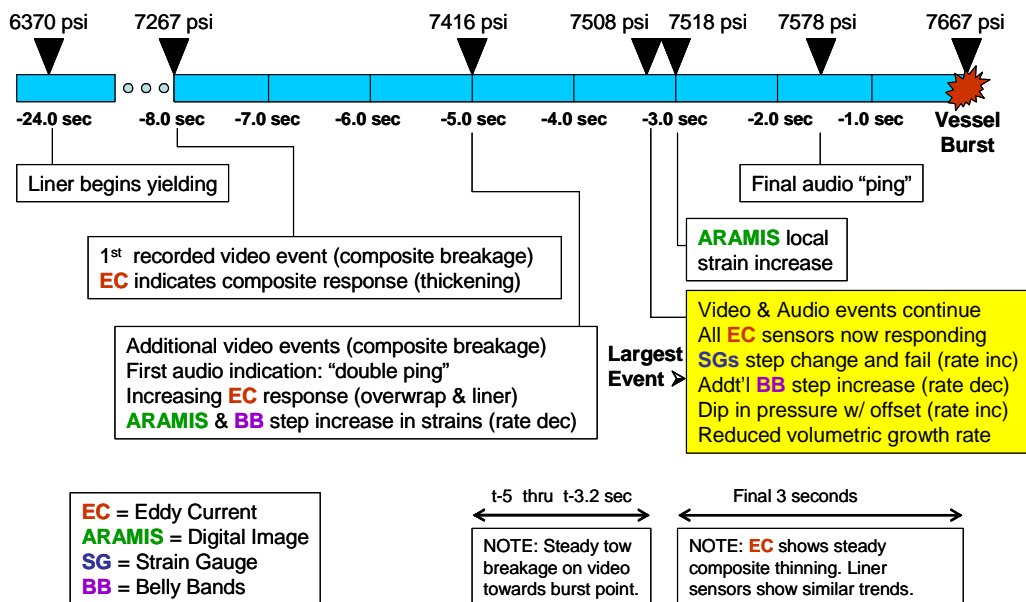 6370 psi
7267 psi
7416 psi
7508 psi
7518 psi
7578 psi
7667 psi
-24.0 sec
-8.0 sec
-7.0 sec
-6.0 sec
-5.0 sec
-4.0 sec
-3.0 sec
-2.0 sec
-1.0 sec
Vessel
Burst
Liner begins yielding
Final audio “ping”
1st recorded video event (composite breakage)
EC indicates composite response (thickening)
ARAMIS local
strain increase
Additional video events (composite breakage)
First audio indication: “double ping”
Increasing EC response (overwrap & liner)
ARAMIS & BB step increase in strains (rate dec)
Largest
Event
Video & Audio events continue
All EC sensors now responding
SGs step change and fail (rate inc)
Addt’l BB step increase (rate dec)
Dip in pressure w/ offset (rate inc)
Reduced volumetric growth rate
EC = Eddy Current
ARAMIS = Digital Image
SG = Strain Gauge
BB = Belly Bands
t-5 thru t-3.2 sec
NOTE: Steady tow
breakage on video
towards burst point.
Final 3 seconds
NOTE: EC shows steady
composite thinning. Liner
sensors show similar trends.